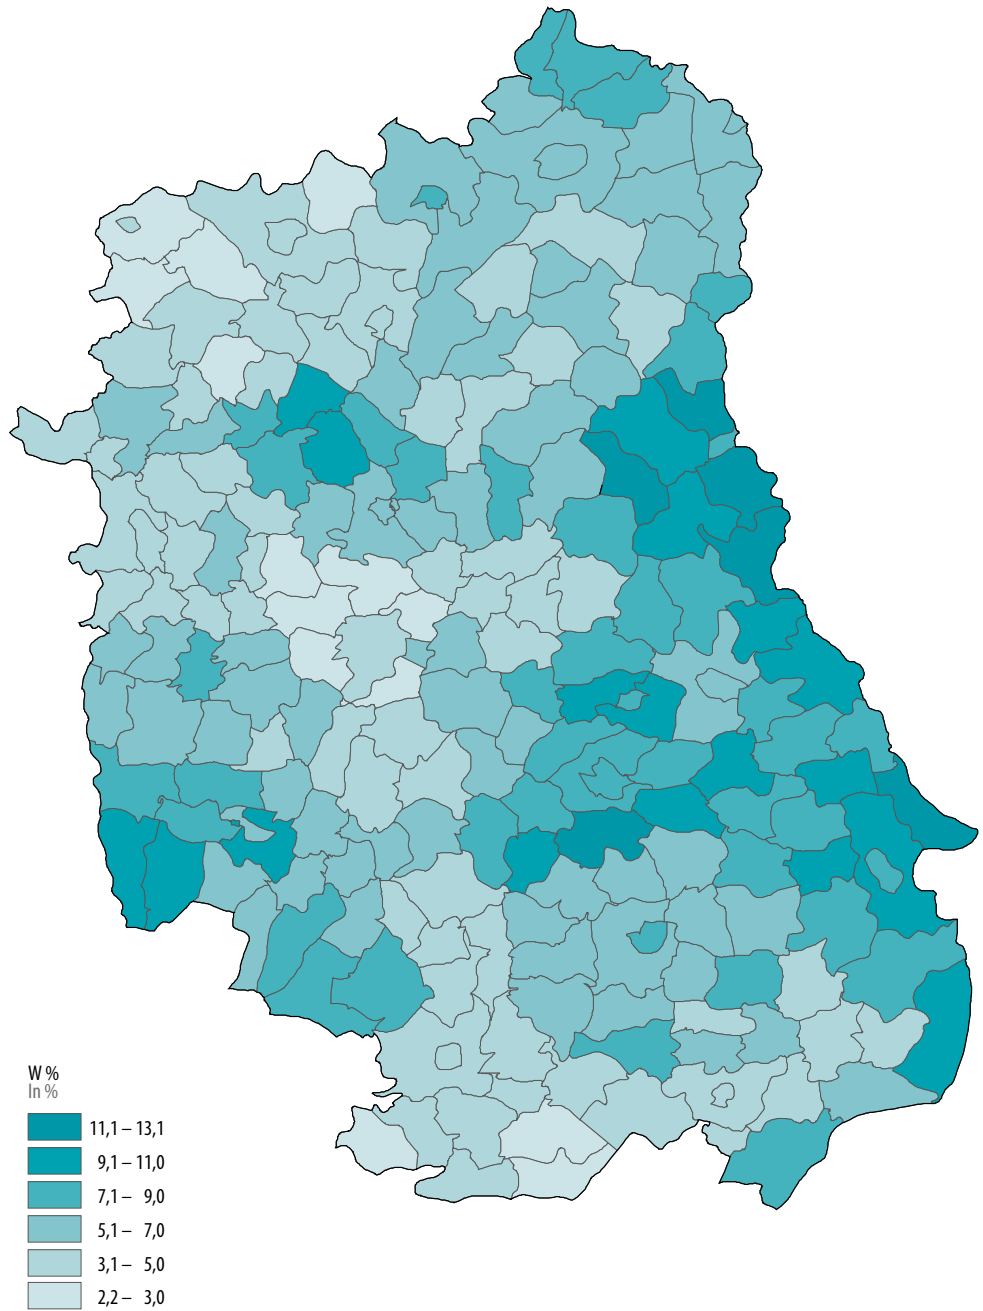 W %
In %
11,1 – 13,1
9,1 – 11,0
7,1 – 9,0
5,1 – 7,0
3,1 – 5,0
2,2 – 3,0